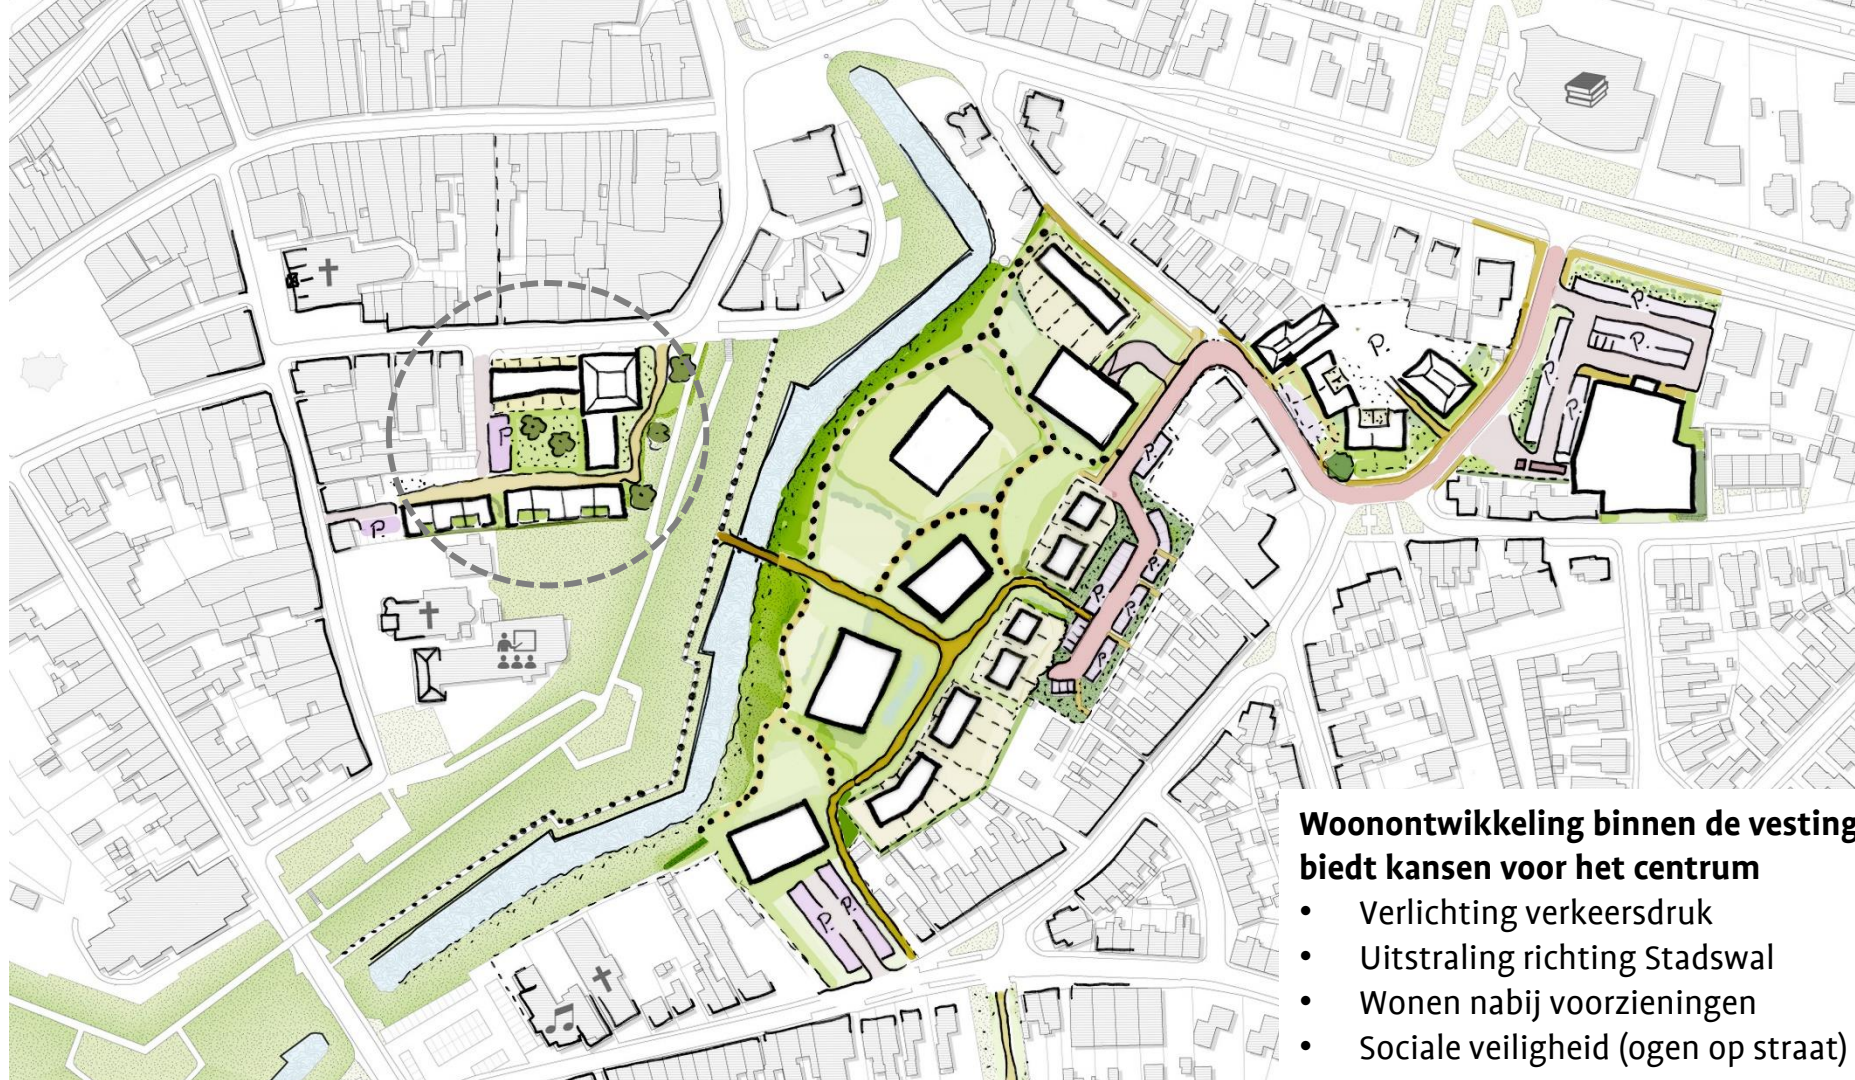 P.
P.
P.
P.
P.
P
P.
P.
P.
P.
P.
P.
P.
P.
Woonontwikkeling binnen de vesting
biedt kansen voor het centrum
• Verlichting verkeersdruk
• Uitstraling richting Stadswal
• Wonen nabij voorzieningen
• Sociale veiligheid (ogen op straat)